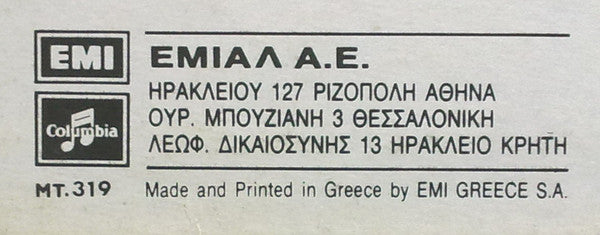 EMI
ΕΜΙΑΛ Α.Ε.
ΗΡΑΚΛΕΙΟΥ 127 ΡΙΖΟΠΟΛΗ ΑΘΗΝΑ
Columbia
ΟΥΡ. ΜΠΟΥΖΙΑΝΗ 3 ΘΕΣΣΑΛΟΝΙΚΗ
ΛΕΩΦ. ΔΙΚΑΙΟΣΥΝΗΣ 13 ΗΡΑΚΛΕΙΟ ΚΡΗΤΗ
ΜΤ.319
Made and Printed in Greece by EMI GREECE S.A.